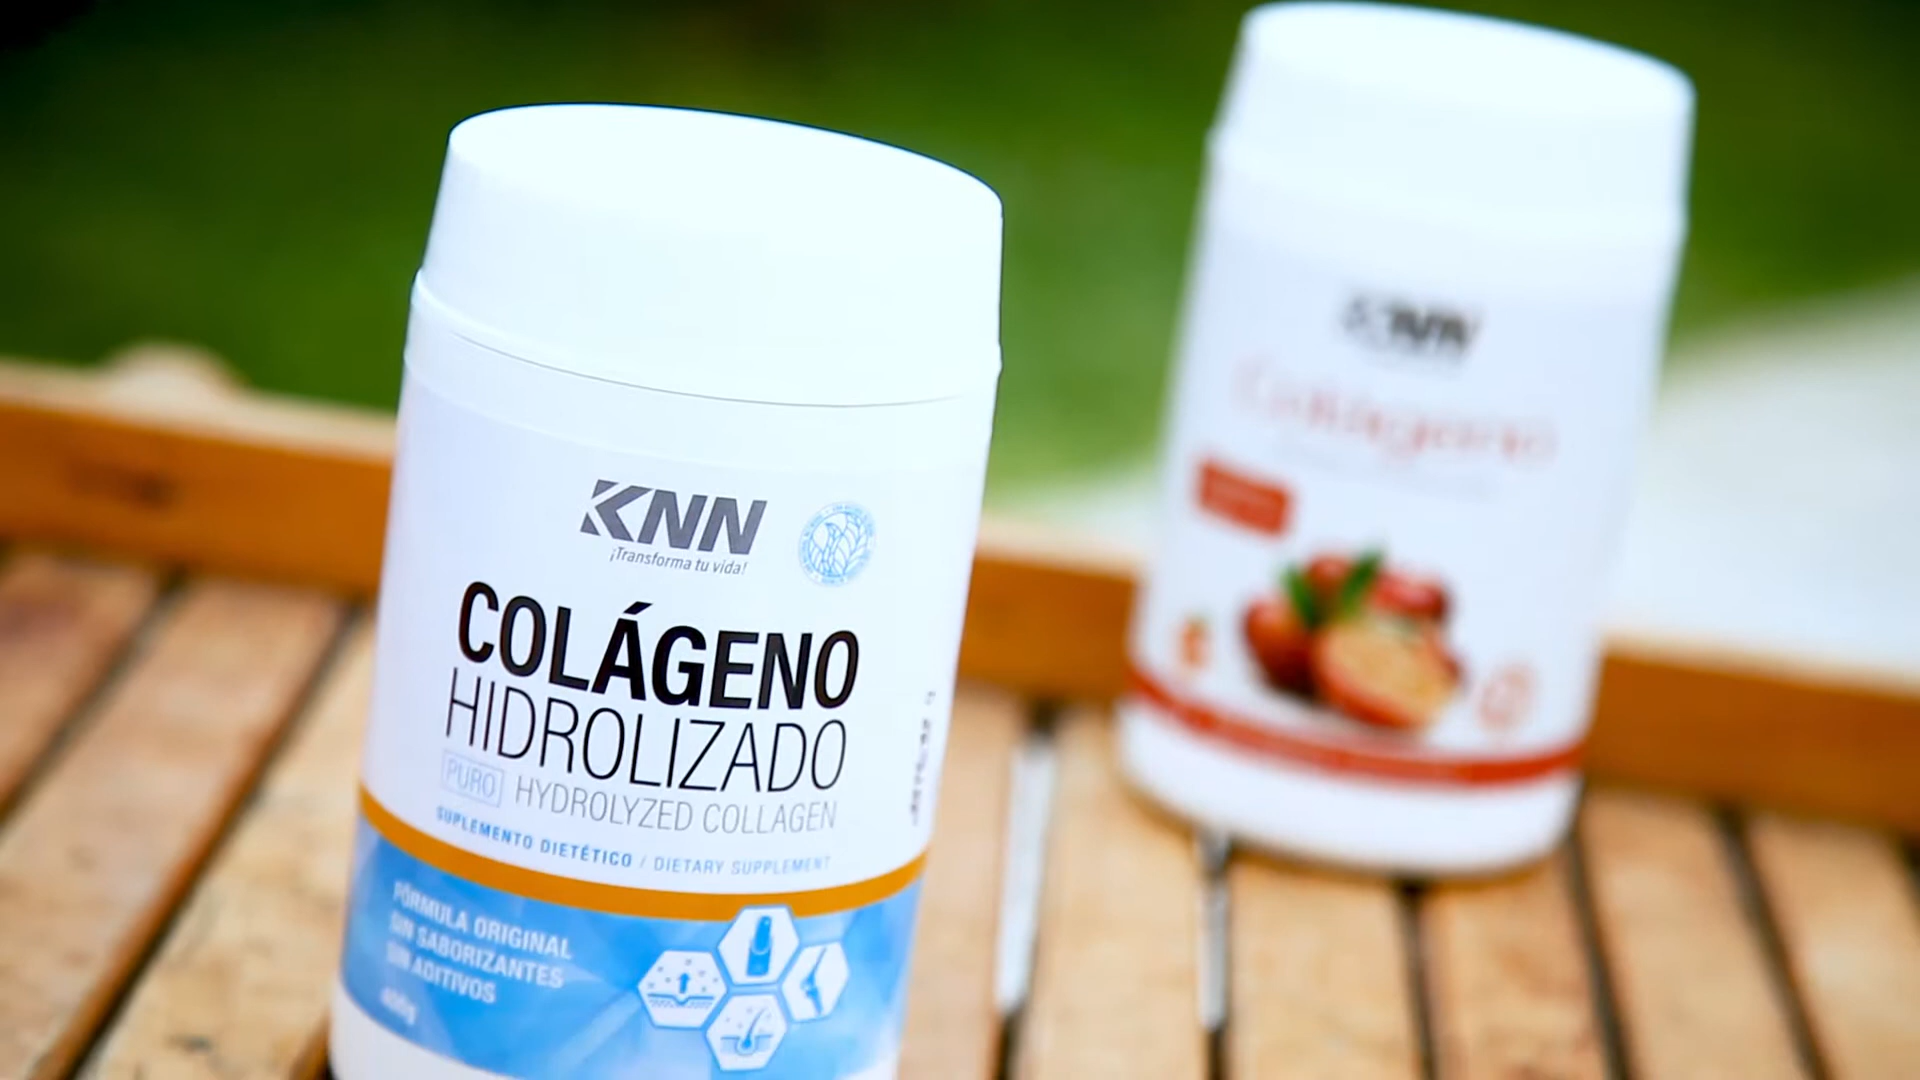 KNN
¡Transforma tu vida!
COLÁGENO
HIDROLIZADO
PURO HYDROLYZED COLLAGEN
SUPLEMENTO DIETÉTICO / DIETARY SUPPLEMENT
FÓRMULA ORIGINAL
SIN SABORIZANTES
SIN ADITIVOS
KNN
Colágeno